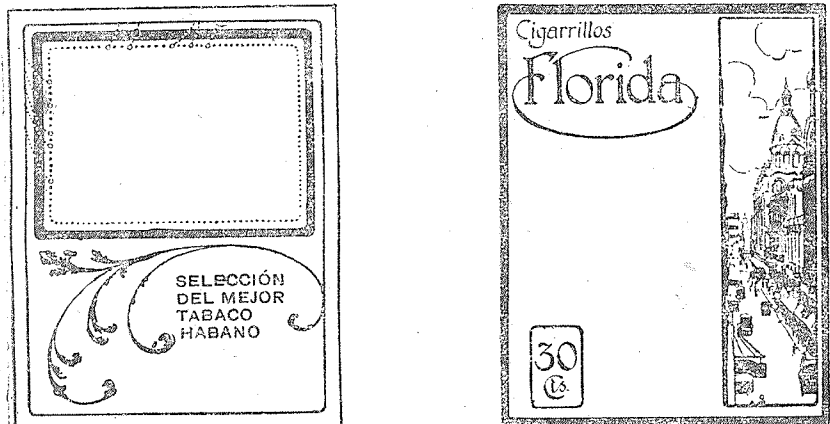 SELECCIÓN
DEL MEJOR
TABACO
HABANO
Cigarrillos
Florida
30
Cts.